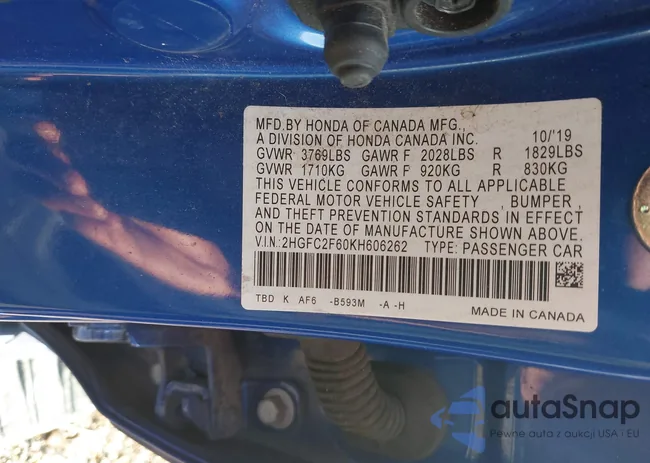 MFD.BY HONDA OF CANADA MFG.,
A DIVISION OF HONDA CANADA INC. 10/'19
GVWR 3769LBS GAWR F 2028LBS R 1829LBS
GVWR 1710KG GAWR F 920KG R 830KG
THIS VEHICLE CONFORMS TO ALL APPLICABLE
FEDERAL MOTOR VEHICLE SAFETY , BUMPER ,
AND THEFT PREVENTION STANDARDS IN EFFECT
ON THE DATE OF MANUFACTURE SHOWN ABOVE.
V.I.N: 2HGFC2F60KH606262 TYPE: PASSENGER CAR
TBD K AF6 -B593M -A -H
MADE IN CANADA
autaSnap
Pewne auta z aukcji USA i EU